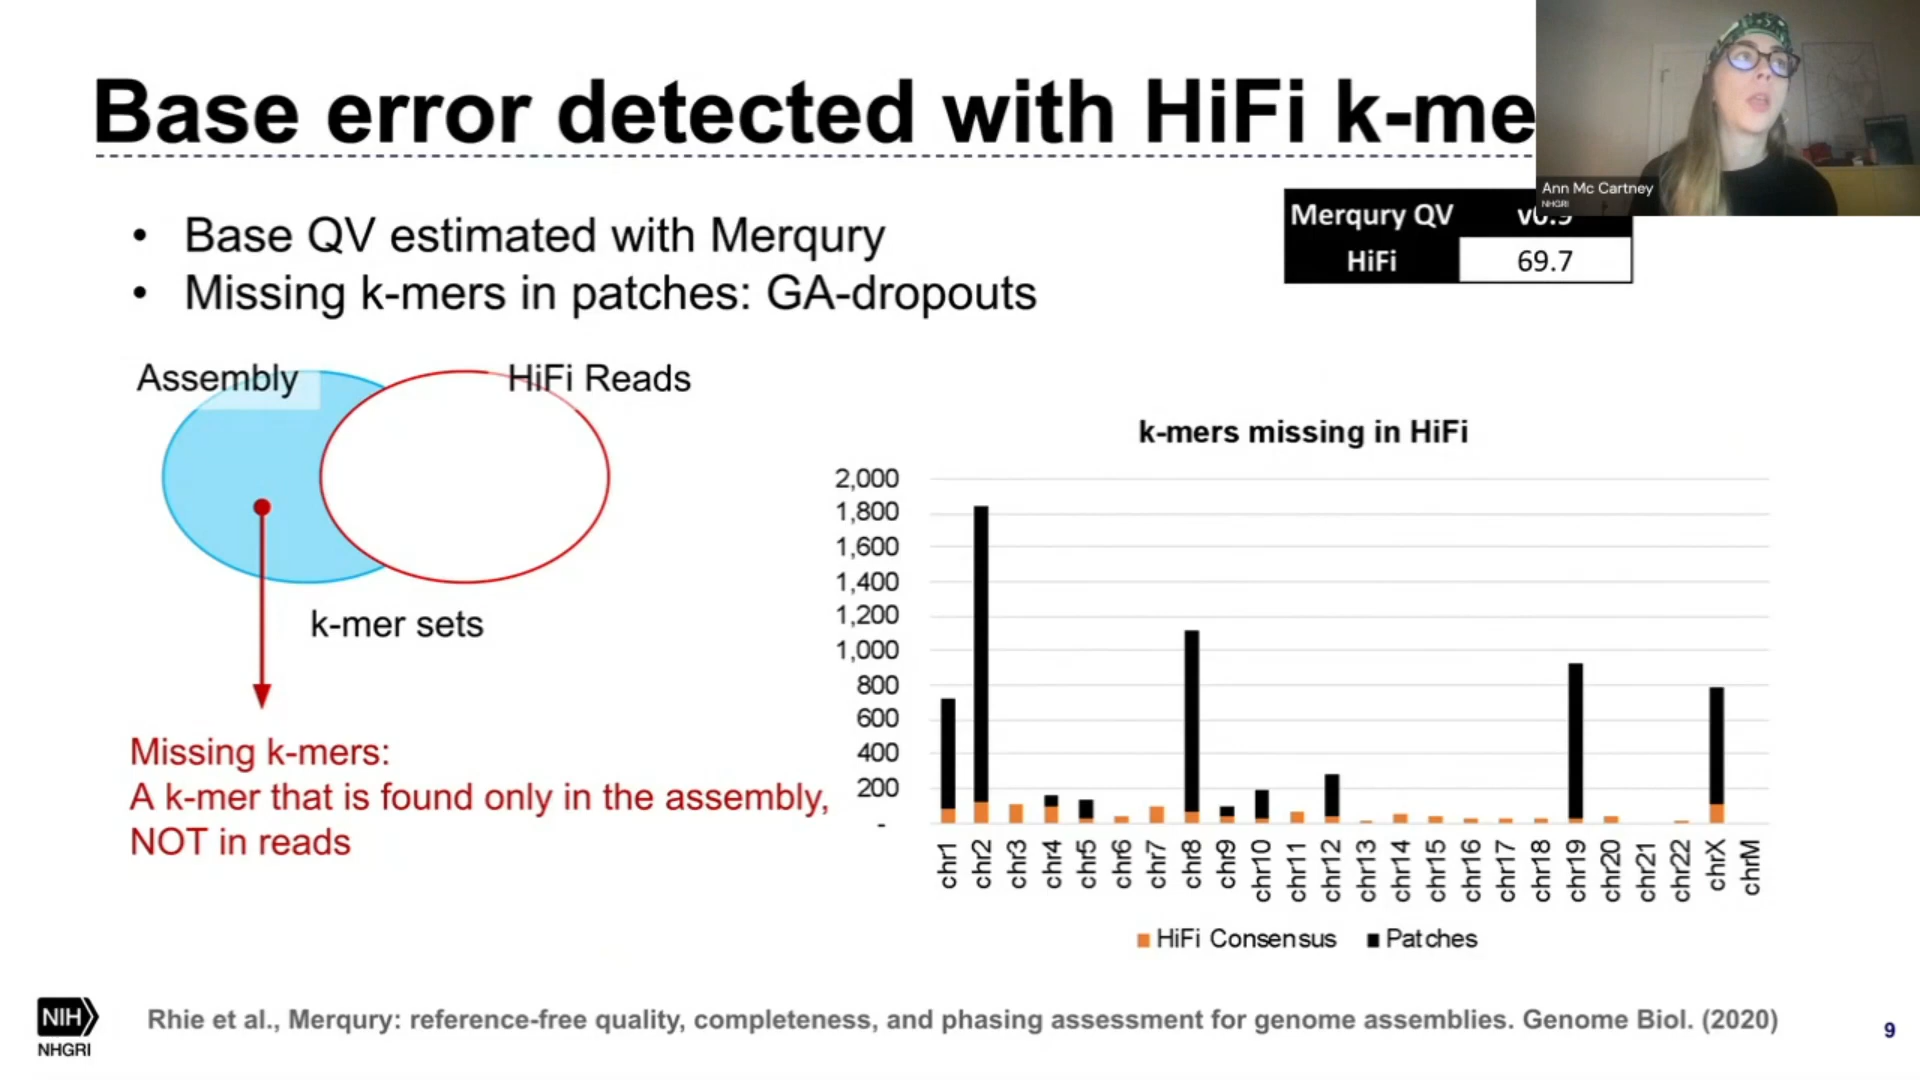 Base error detected with HiFi k-me
Ann Mc Cartney
NHGRI
Merqury QV v0.9
HiFi 69.7
• Base QV estimated with Merqury
• Missing k-mers in patches: GA-dropouts
Assembly
HiFi Reads
k-mer sets
Missing k-mers:
A k-mer that is found only in the assembly,
NOT in reads
k-mers missing in HiFi
2,000
1,800
1,600
1,400
1,200
1,000
800
600
400
200
-
chr1 chr2 chr3 chr4 chr5 chr6 chr7 chr8 chr9 chr10 chr11 chr12 chr13 chr14 chr15 chr16 chr17 chr18 chr19 chr20 chr21 chr22 chrX chrM
HiFi Consensus Patches
NIH
NHGRI
Rhie et al., Merqury: reference-free quality, completeness, and phasing assessment for genome assemblies. Genome Biol. (2020)
9